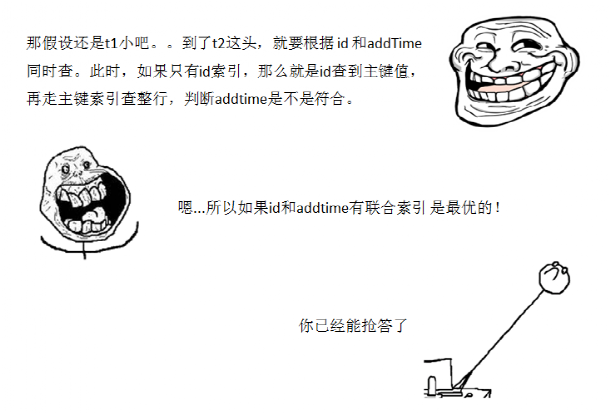 那假设还是t1小吧。。到了t2这头，就要根据 id 和addTime
同时查。此时，如果只有id索引，那么就是id查到主键值，
再走主键索引查整行，判断addtime是不是符合。
嗯...所以如果id和addtime有联合索引 是最优的！
你已经能抢答了